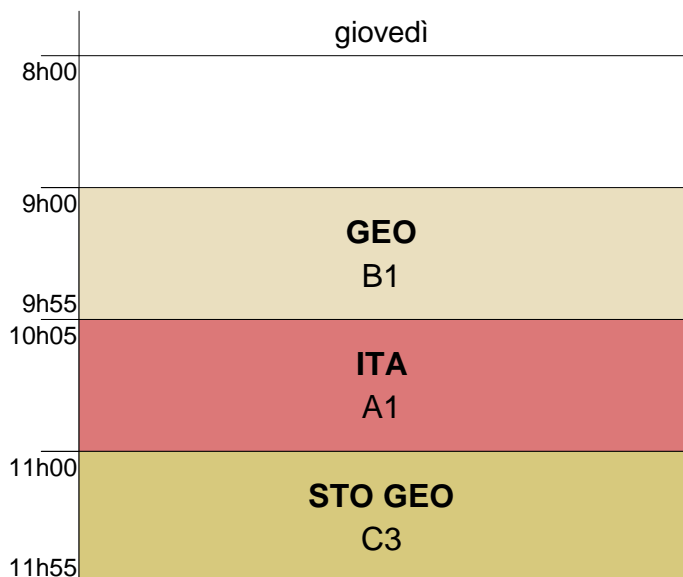 giovedì
8h00
9h00
GEO
B1
9h55
10h05
ITA
A1
11h00
STO GEO
C3
11h55